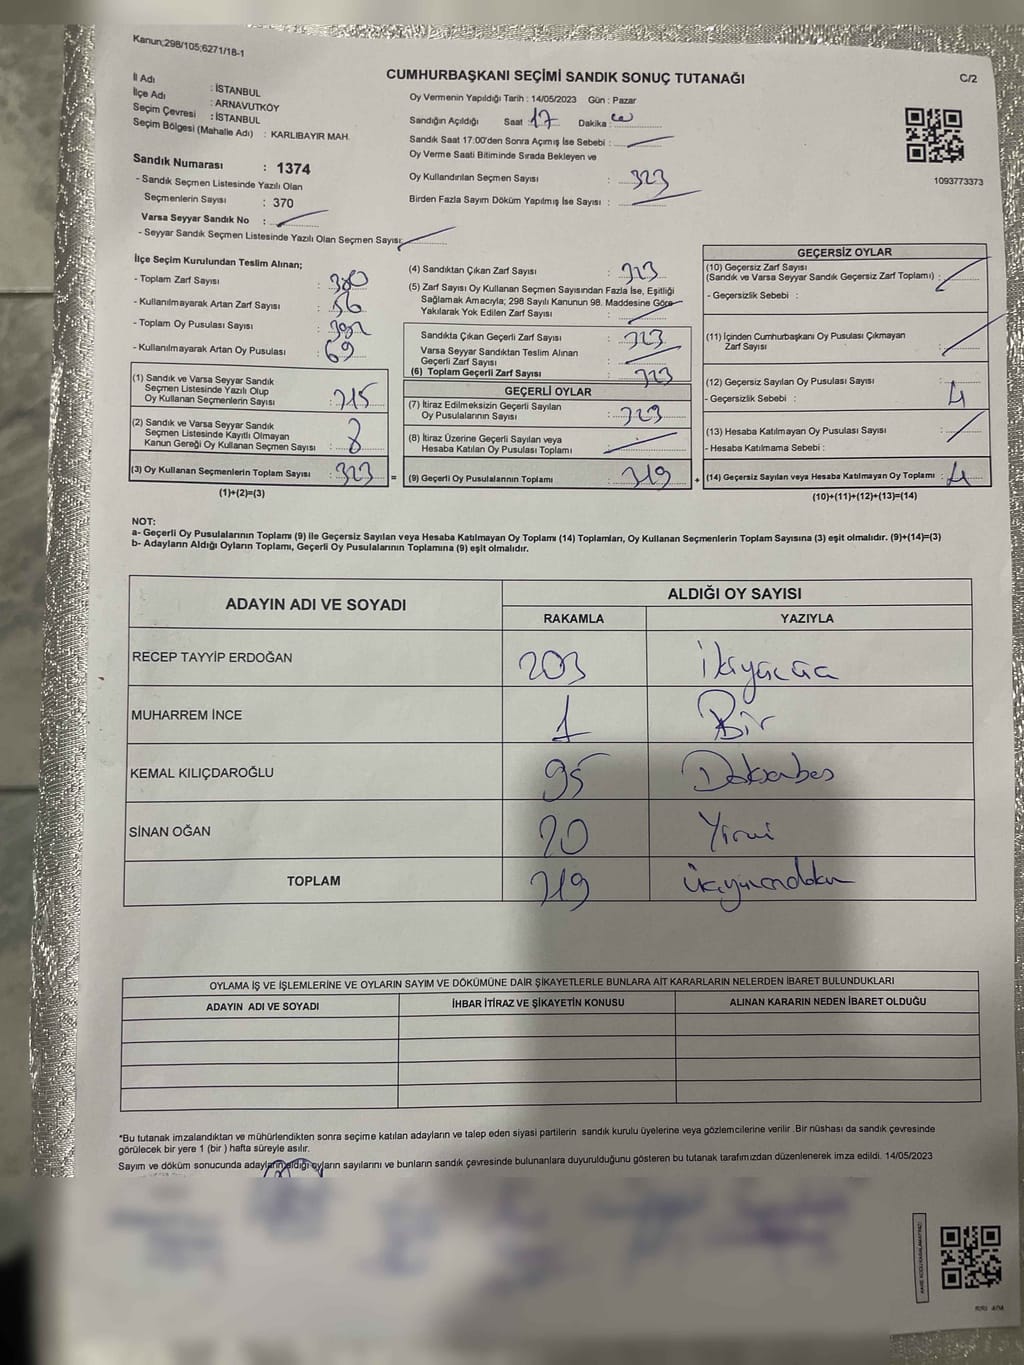 Kanun;298/105;6271/18-1
CUMHURBAŞKANI SEÇİMİ SANDIK SONUÇ TUTANAĞI
C/2
İl Adı : İSTANBUL
İlçe Adı : ARNAVUTKÖY
Seçim Çevresi : İSTANBUL
Seçim Bölgesi (Mahalle Adı) : KARLIBAYIR MAH.
Oy Vermenin Yapıldığı Tarih : 14/05/2023 Gün : Pazar
Sandığın Açıldığı Saat : 17 Dakika :
Sandık Saat 17:00'den Sonra Açımış İse Sebebi :
Oy Verme Saati Bitiminde Sırada Bekleyen ve
Oy Kullandırılan Seçmen Sayısı : 323
Birden Fazla Sayım Döküm Yapılmış İse Sayısı :
1093773373
Sandık Numarası : 1374
- Sandık Seçmen Listesinde Yazılı Olan
Seçmenlerin Sayısı : 370
Varsa Seyyar Sandık No :
- Seyyar Sandık Seçmen Listesinde Yazılı Olan Seçmen Sayısı:
İlçe Seçim Kurulundan Teslim Alınan;
- Toplam Zarf Sayısı : 380
- Kullanılmayarak Artan Zarf Sayısı : 56
- Toplam Oy Pusulası Sayısı :
- Kullanılmayarak Artan Oy Pusulası : 69
(1) Sandık ve Varsa Seyyar Sandık
Seçmen Listesinde Yazılı Olup
Oy Kullanan Seçmenlerin Sayısı : 315
(2) Sandık ve Varsa Seyyar Sandık
Seçmen Listesinde Kayıtlı Olmayan
Kanun Gereği Oy Kullanan Seçmen Sayısı : 8
(3) Oy Kullanan Seçmenlerin Toplam Sayısı : 323 =
(1)+(2)=(3)
(4) Sandıktan Çıkan Zarf Sayısı : 323
(5) Zarf Sayısı Oy Kullanan Seçmen Sayısından Fazla İse, Eşitliği
Sağlamak Amacıyla; 298 Sayılı Kanunun 98. Maddesine Göre
Yakılarak Yok Edilen Zarf Sayısı :
Sandıkta Çıkan Geçerli Zarf Sayısı : 323
Varsa Seyyar Sandıktan Teslim Alınan
Geçerli Zarf Sayısı :
(6) Toplam Geçerli Zarf Sayısı : 323
GEÇERLİ OYLAR
(7) İtiraz Edilmeksizin Geçerli Sayılan
Oy Pusulalarının Sayısı :
(8) İtiraz Üzerine Geçerli Sayılan veya
Hesaba Katılan Oy Pusulası Toplamı :
(9) Geçerli Oy Pusulalarının Toplamı : 319 +
GEÇERSİZ OYLAR
(10) Geçersiz Zarf Sayısı
(Sandık ve Varsa Seyyar Sandık Geçersiz Zarf Toplamı) :
- Geçersizlik Sebebi :
(11) İçinden Cumhurbaşkanı Oy Pusulası Çıkmayan
Zarf Sayısı :
(12) Geçersiz Sayılan Oy Pusulası Sayısı : 4
- Geçersizlik Sebebi :
(13) Hesaba Katılmayan Oy Pusulası Sayısı :
- Hesaba Katılmama Sebebi :
(14) Geçersiz Sayılan veya Hesaba Katılmayan Oy Toplamı : 4
(10)+(11)+(12)+(13)=(14)
NOT:
a- Geçerli Oy Pusulalarının Toplamı (9) ile Geçersiz Sayılan veya Hesaba Katılmayan Oy Toplamı (14) Toplamları, Oy Kullanan Seçmenlerin Toplam Sayısına (3) eşit olmalıdır. (9)+(14)=(3)
b- Adayların Aldığı Oyların Toplamı, Geçerli Oy Pusulalarının Toplamına (9) eşit olmalıdır.
ADAYIN ADI VE SOYADI
ALDIĞI OY SAYISI
RAKAMLA YAZIYLA
RECEP TAYYİP ERDOĞAN 203
MUHARREM İNCE 1 Bir
KEMAL KILIÇDAROĞLU 95 Doksanbeş
SİNAN OĞAN 20 Yirmi
TOPLAM 319 üçyüzondokuz
OYLAMA İŞ VE İŞLEMLERİNE VE OYLARIN SAYIM VE DÖKÜMÜNE DAİR ŞİKAYETLERLE BUNLARA AİT KARARLARIN NELERDEN İBARET BULUNDUKLARI
ADAYIN ADI VE SOYADI İHBAR İTİRAZ VE ŞİKAYETİN KONUSU ALINAN KARARIN NEDEN İBARET OLDUĞU
*Bu tutanak imzalandıktan ve mühürlendikten sonra seçime katılan adayların ve talep eden siyasi partilerin sandık kurulu üyelerine veya gözlemcilerine verilir .Bir nüshası da sandık çevresinde
görülecek bir yere 1 (bir ) hafta süreyle asılır.
Sayım ve döküm sonucunda adayların aldığı oyların sayılarını ve bunların sandık çevresinde bulunanlara duyurulduğunu gösteren bu tutanak tarafımızdan düzenlenerek imza edildi. 14/05/2023